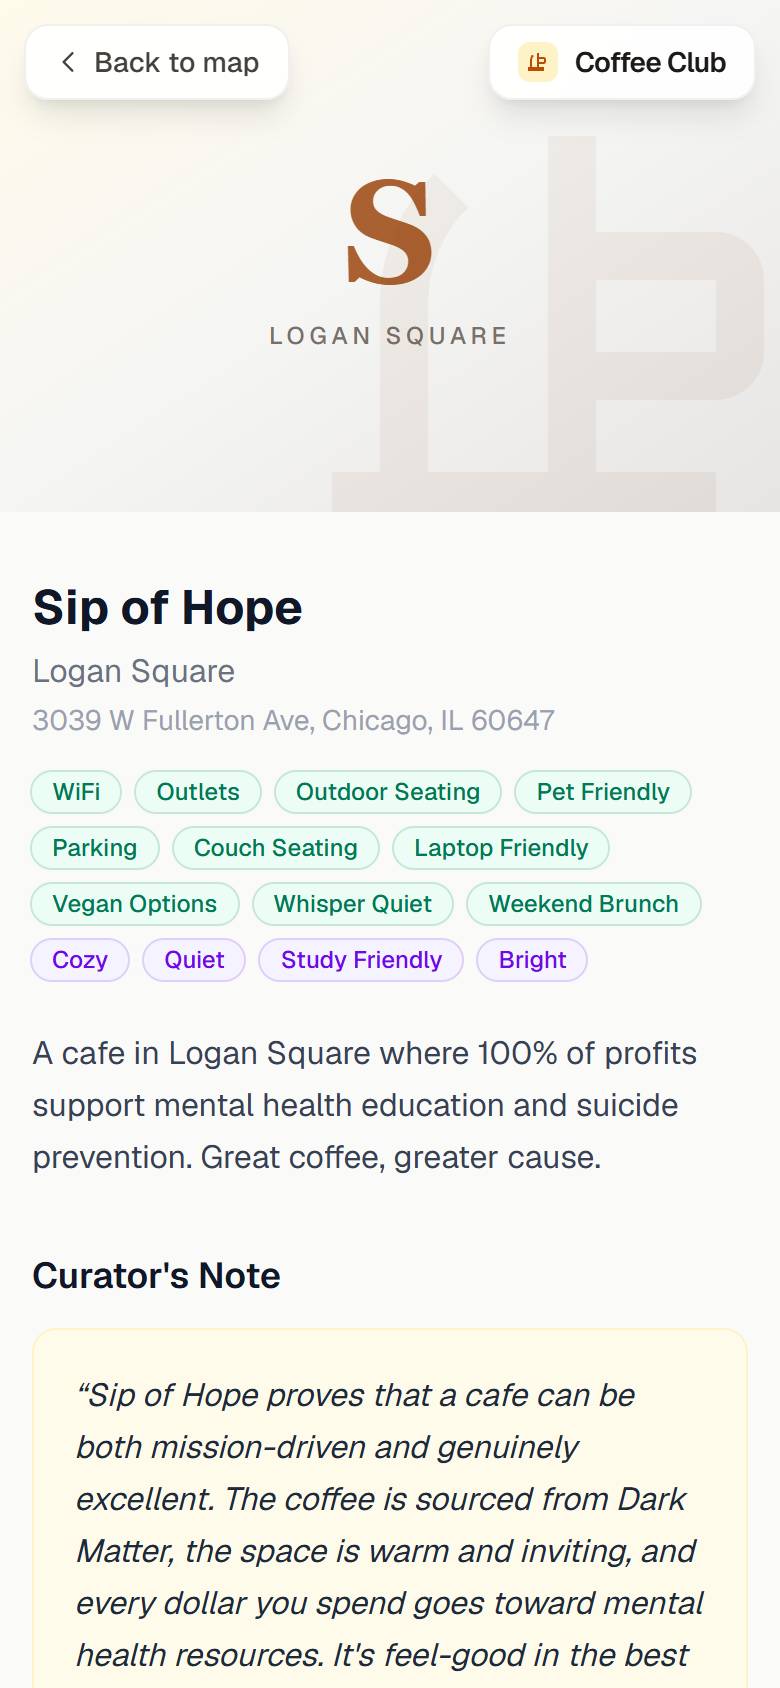 Back to map
Coffee Club
S
LOGAN SQUARE
Sip of Hope
Logan Square
3039 W Fullerton Ave, Chicago, IL 60647
WiFi Outlets Outdoor Seating Pet Friendly
Parking Couch Seating Laptop Friendly
Vegan Options Whisper Quiet Weekend Brunch
Cozy Quiet Study Friendly Bright
A cafe in Logan Square where 100% of profits
support mental health education and suicide
prevention. Great coffee, greater cause.
Curator's Note
“Sip of Hope proves that a cafe can be
both mission-driven and genuinely
excellent. The coffee is sourced from Dark
Matter, the space is warm and inviting, and
every dollar you spend goes toward mental
health resources. It's feel-good in the best